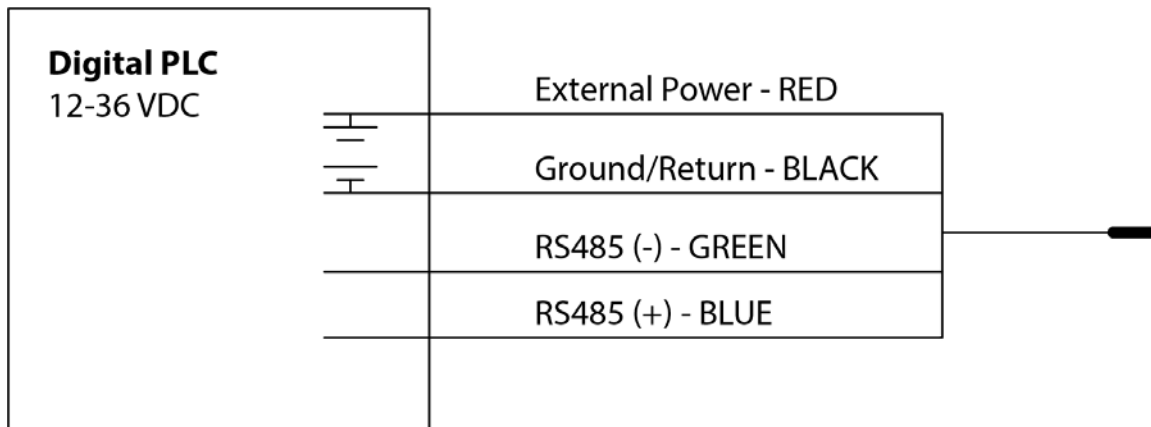 Digital PLC
12-36 VDC
External Power - RED
Ground/Return - BLACK
RS485 (-) - GREEN
RS485 (+) - BLUE